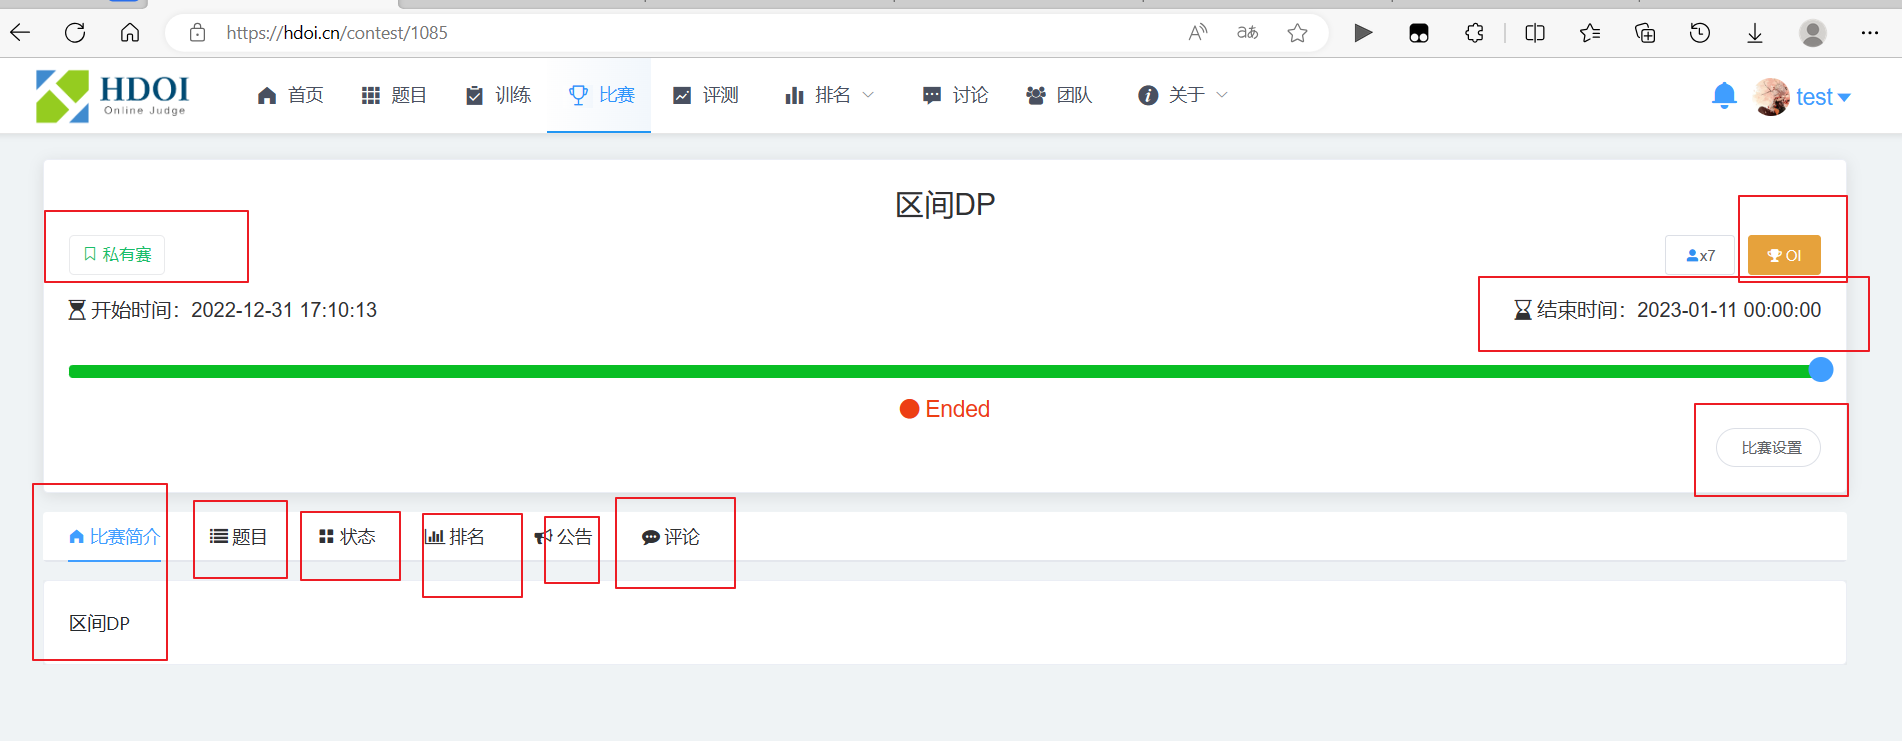 https://hdoi.cn/contest/1085
HDOI
Online Judge
首页 题目 训练 比赛 评测 排名 讨论 团队 关于 test
区间DP
私有赛 x7 OI
开始时间：2022-12-31 17:10:13 结束时间：2023-01-11 00:00:00
Ended
比赛设置
比赛简介 题目 状态 排名 公告 评论
区间DP